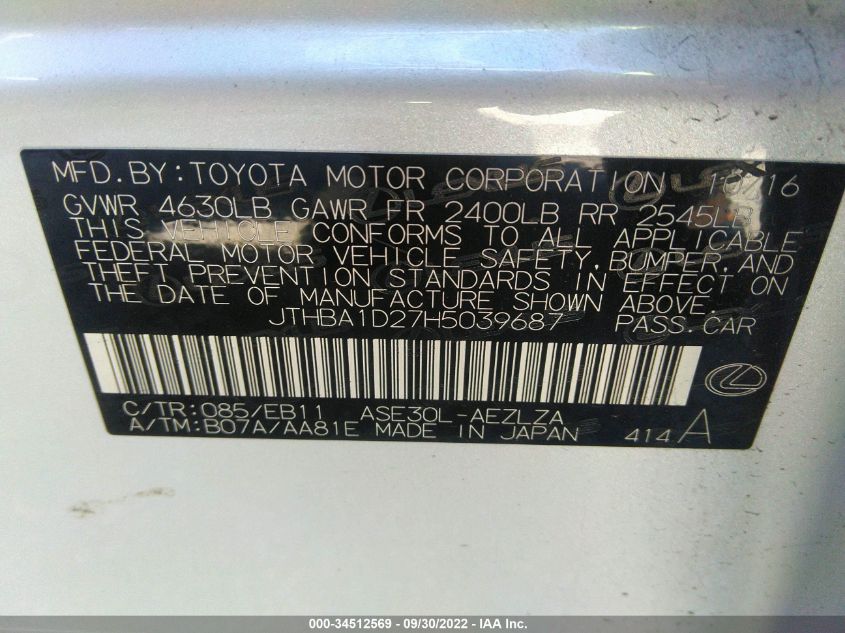 MFD.BY:TOYOTA MOTOR CORPORATION 10/16
GVWR 4630LB GAWR FR 2400LB RR 2545LB
THIS VEHICLE CONFORMS TO ALL APPLICABLE
FEDERAL MOTOR VEHICLE SAFETY,BUMPER,AND
THEFT PREVENTION STANDARDS IN EFFECT ON
THE DATE OF MANUFACTURE SHOWN ABOVE.
JTHBA1D27H5039687 PASS.CAR
C/TR:085/EB11 ASE30L-AEZLZA
A/TM:B07A/AA81E MADE IN JAPAN 414A
000-34512569 - 09/30/2022 - IAA Inc.